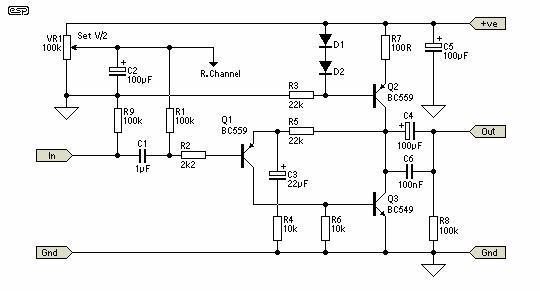 ESP
VR1
100k
Set V/2
+ve
D1
D2
R7
100R
+
C5
100µF
+
C2
100µF
R.Channel
R3
22k
Q2
BC559
R9
100k
R1
100k
Q1
BC559
R5
22k
+
C4
100µF
Out
In
C1
1µF
R2
2k2
+
C3
22µF
C6
100nF
Q3
BC549
R4
10k
R6
10k
R8
100k
Gnd
Gnd